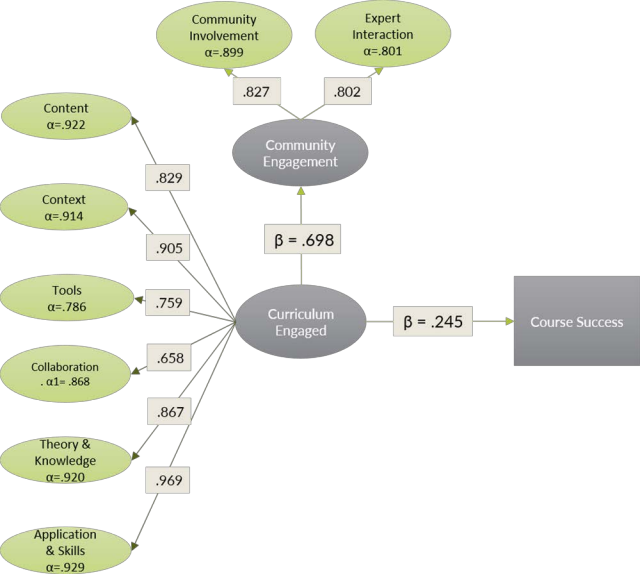 Community
Involvement
α=.899
Expert
Interaction
α=.801
.827
.802
Content
α=.922
Community
Engagement
.829
Context
α=.914
.905
β = .698
Tools
α=.786
.759
Curriculum
Engaged
β = .245
Course Success
Collaboration
. α1= .868
.658
.867
Theory &
Knowledge
α=.920
.969
Application
& Skills
α=.929